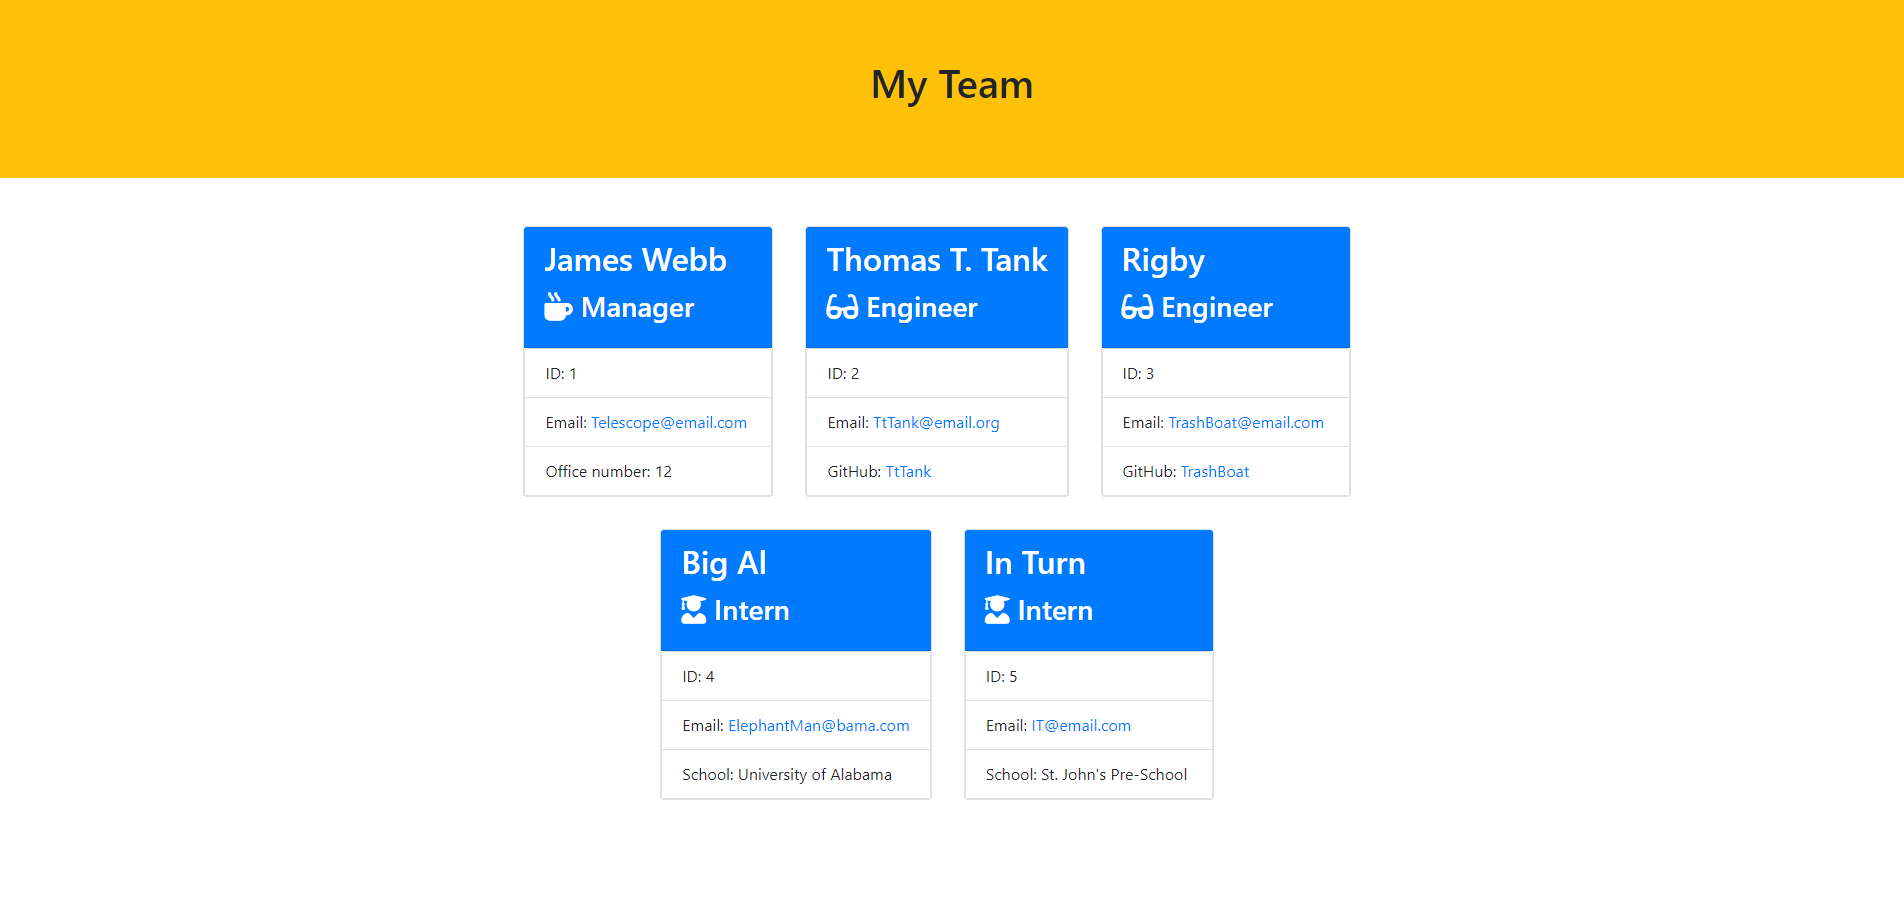 My Team
James Webb
Manager
ID: 1
Email: Telescope@email.com
Office number: 12
Thomas T. Tank
Engineer
ID: 2
Email: TtTank@email.org
GitHub: TtTank
Rigby
Engineer
ID: 3
Email: TrashBoat@email.com
GitHub: TrashBoat
Big Al
Intern
ID: 4
Email: ElephantMan@bama.com
School: University of Alabama
In Turn
Intern
ID: 5
Email: IT@email.com
School: St. John's Pre-School